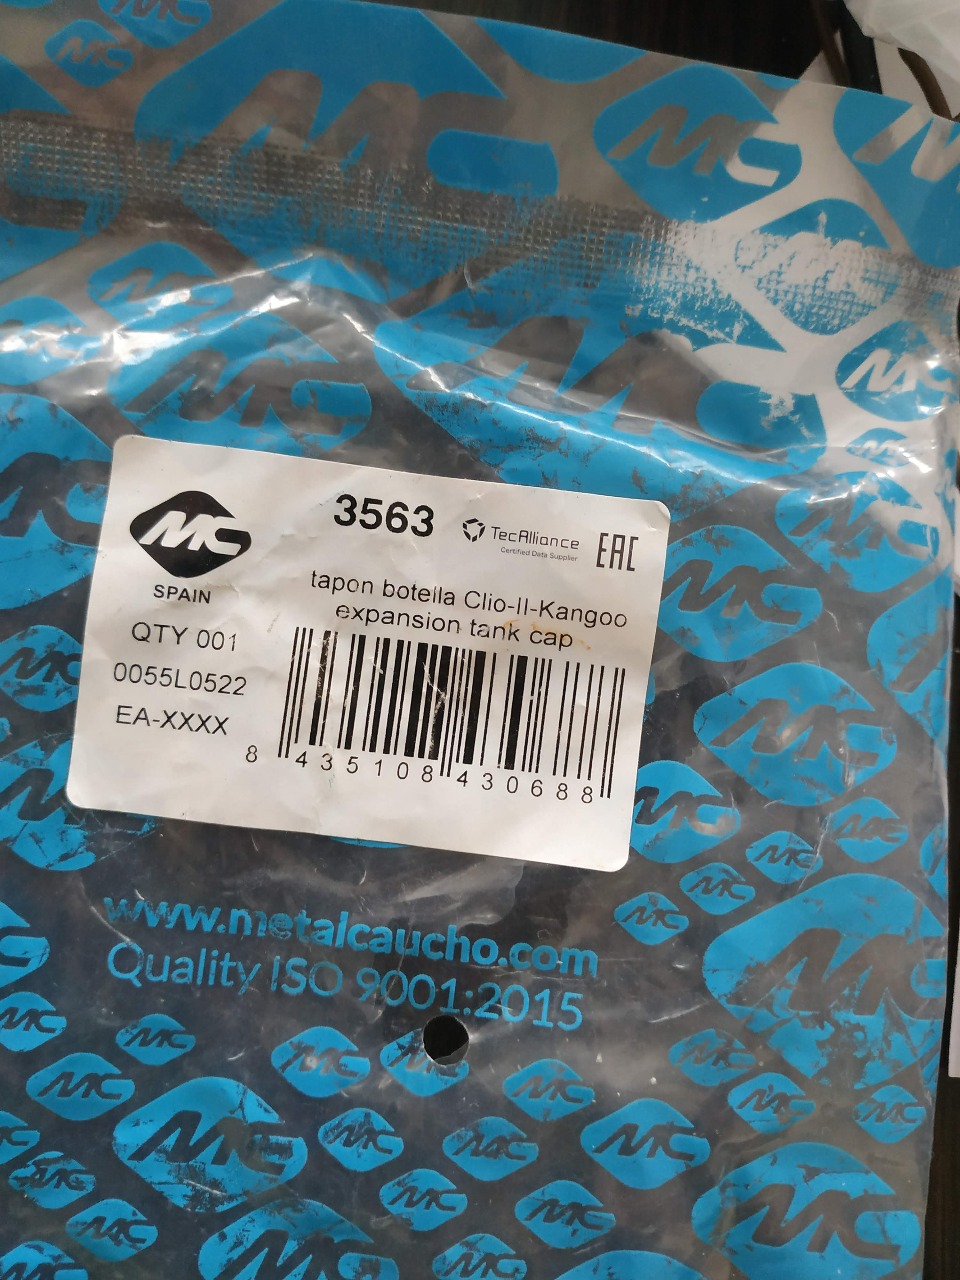 MC
SPAIN
3563
TecAlliance
Certified Data Supplier
EAC
tapon botella Clio-II-Kangoo
expansion tank cap
QTY 001
0055L0522
EA-XXXX
8 435108 430688
www.metalcaucho.com
Quality ISO 9001:2015